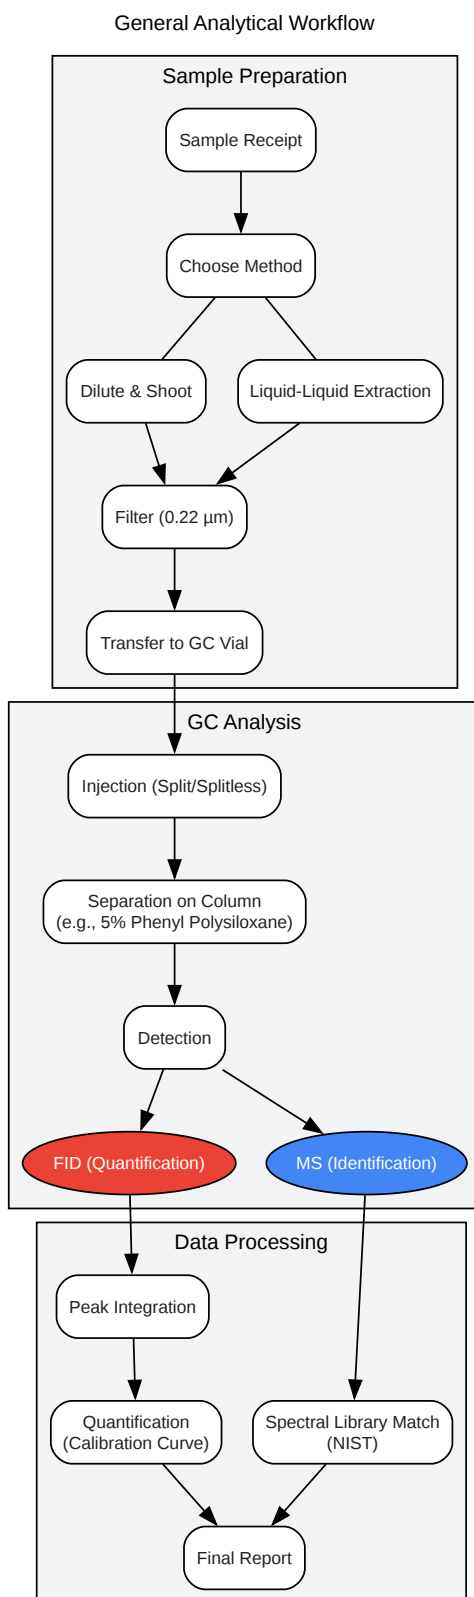 General Analytical Workflow
Sample Preparation
Sample Receipt
Choose Method
Dilute & Shoot
Liquid-Liquid Extraction
Filter (0.22 µm)
Transfer to GC Vial
GC Analysis
Injection (Split/Splitless)
Separation on Column
(e.g., 5% Phenyl Polysiloxane)
Detection
FID (Quantification)
MS (Identification)
Data Processing
Peak Integration
Quantification
(Calibration Curve)
Spectral Library Match
(NIST)
Final Report